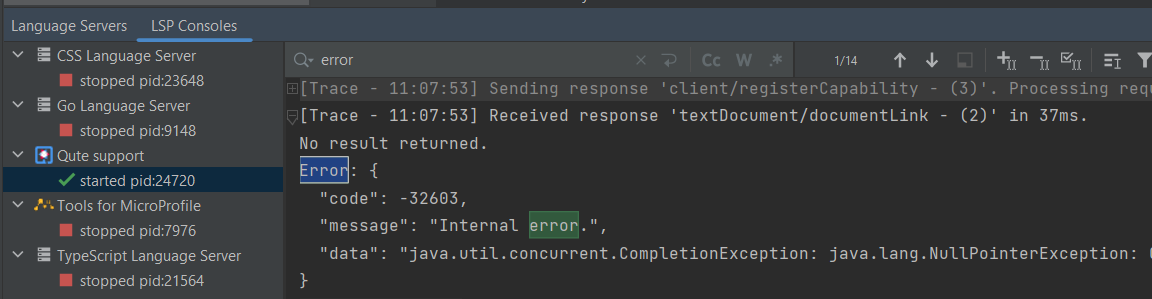 Language Servers LSP Consoles
CSS Language Server
stopped pid:23648
Go Language Server
stopped pid:9148
Qute support
started pid:24720
Tools for MicroProfile
stopped pid:7976
TypeScript Language Server
stopped pid:21564
error Cc W .* 1/14
[Trace - 11:07:53] Sending response 'client/registerCapability - (3)'. Processing requ
[Trace - 11:07:53] Received response 'textDocument/documentLink - (2)' in 37ms.
No result returned.
Error: {
"code": -32603,
"message": "Internal error.",
"data": "java.util.concurrent.CompletionException: java.lang.NullPointerException:
}